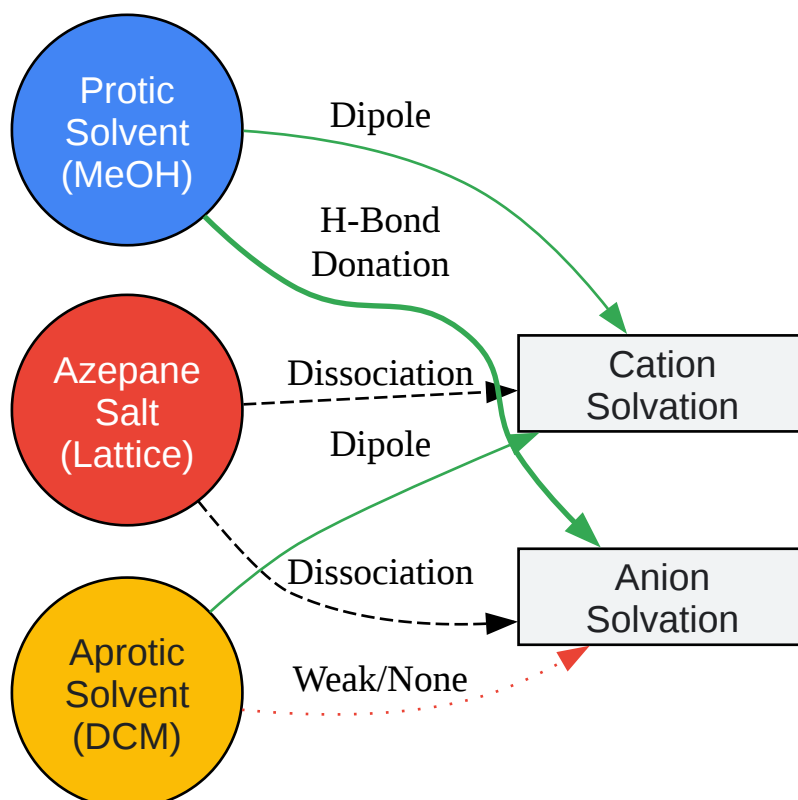 Protic
Solvent
(MeOH)
Dipole
H-Bond
Donation
Azepane
Salt
(Lattice)
Dissociation
Cation
Solvation
Dipole
Dissociation
Anion
Solvation
Aprotic
Solvent
(DCM)
Weak/None